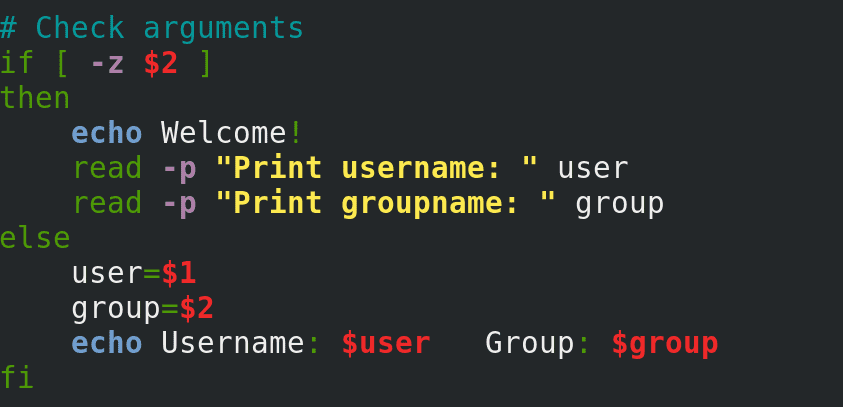 # Check arguments
if [ -z $2 ]
then
    echo Welcome!
    read -p "Print username: " user
    read -p "Print groupname: " group
else
    user=$1
    group=$2
    echo Username: $user   Group: $group
fi